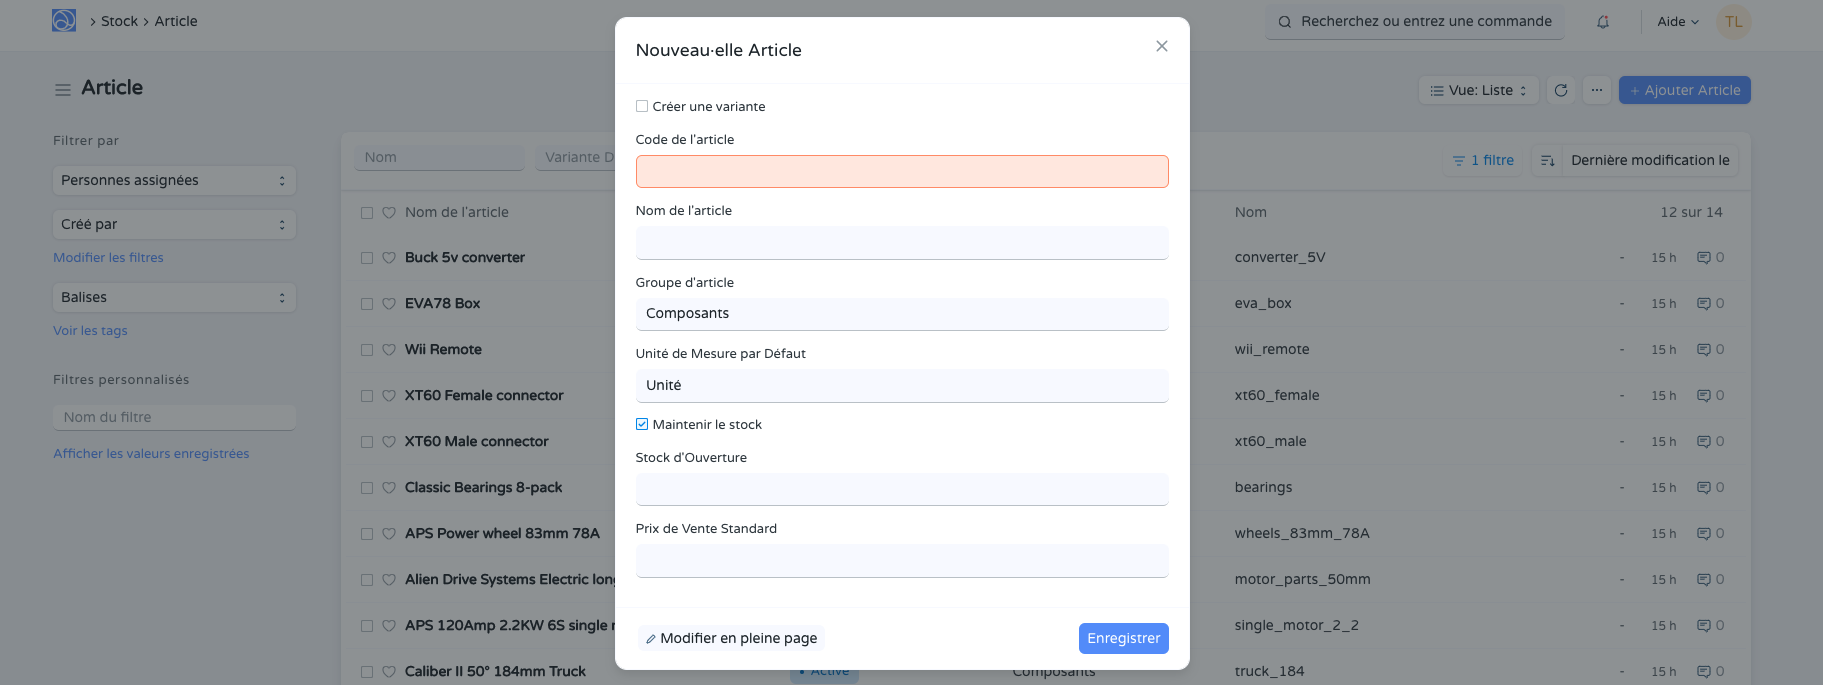 Stock
Article
Recherchez ou entrez une commande
Aide
TL
Article
Vue: Liste
...
+ Ajouter Article
Filtrer par
Personnes assignées
Créé par
Modifier les filtres
Balises
Voir les tags
Filtres personnalisés
Nom du filtre
Afficher les valeurs enregistrées
Nom
Variante
1 filtre
Dernière modification le
Nom de l'article
Nom
12 sur 14
Buck 5v converter
converter_5V
-
15 h
0
EVA78 Box
eva_box
-
15 h
0
Wii Remote
wii_remote
-
15 h
0
XT60 Female connector
xt60_female
-
15 h
0
XT60 Male connector
xt60_male
-
15 h
0
Classic Bearings 8-pack
bearings
-
15 h
0
APS Power wheel 83mm 78A
wheels_83mm_78A
-
15 h
0
Alien Drive Systems Electric
motor_parts_50mm
-
15 h
0
APS 120Amp 2.2KW 6S single
single_motor_2_2
-
15 h
0
Caliber II 50° 184mm Truck
Active
Composants
truck_184
-
15 h
0
Nouveau·elle Article
Créer une variante
Code de l'article
Nom de l'article
Groupe d'article
Composants
Unité de Mesure par Défaut
Unité
Maintenir le stock
Stock d'Ouverture
Prix de Vente Standard
Modifier en pleine page
Enregistrer